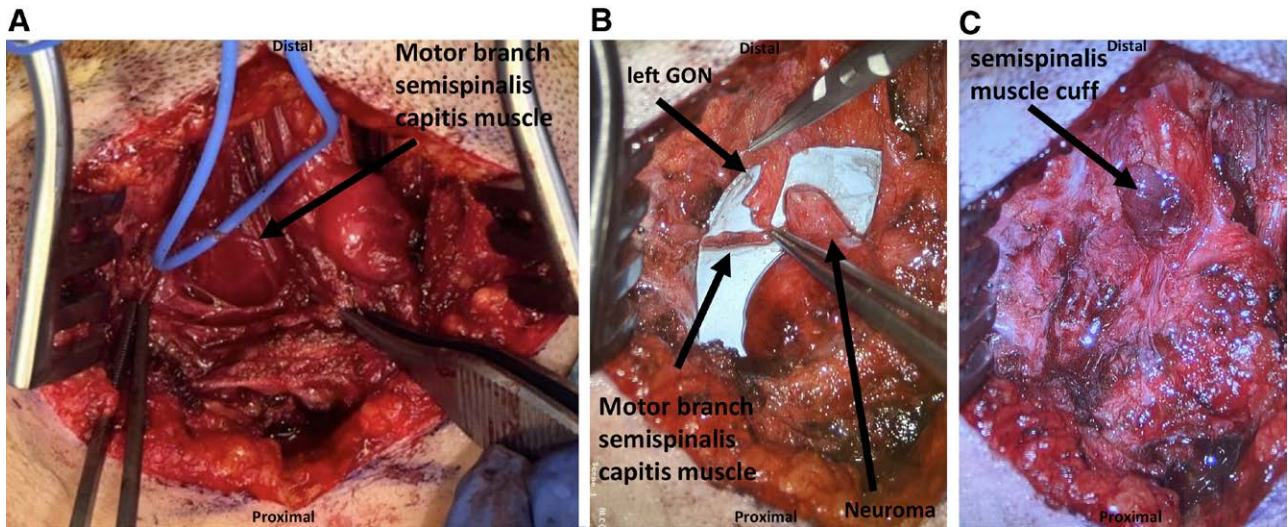 A
Distal
Motor branch
semispinalis
capitis muscle
Proximal
B
Distal
left GON
Motor branch
semispinalis
capitis muscle
Neuroma
Proximal
C
semispinalis
Distal
muscle cuff
Proximal